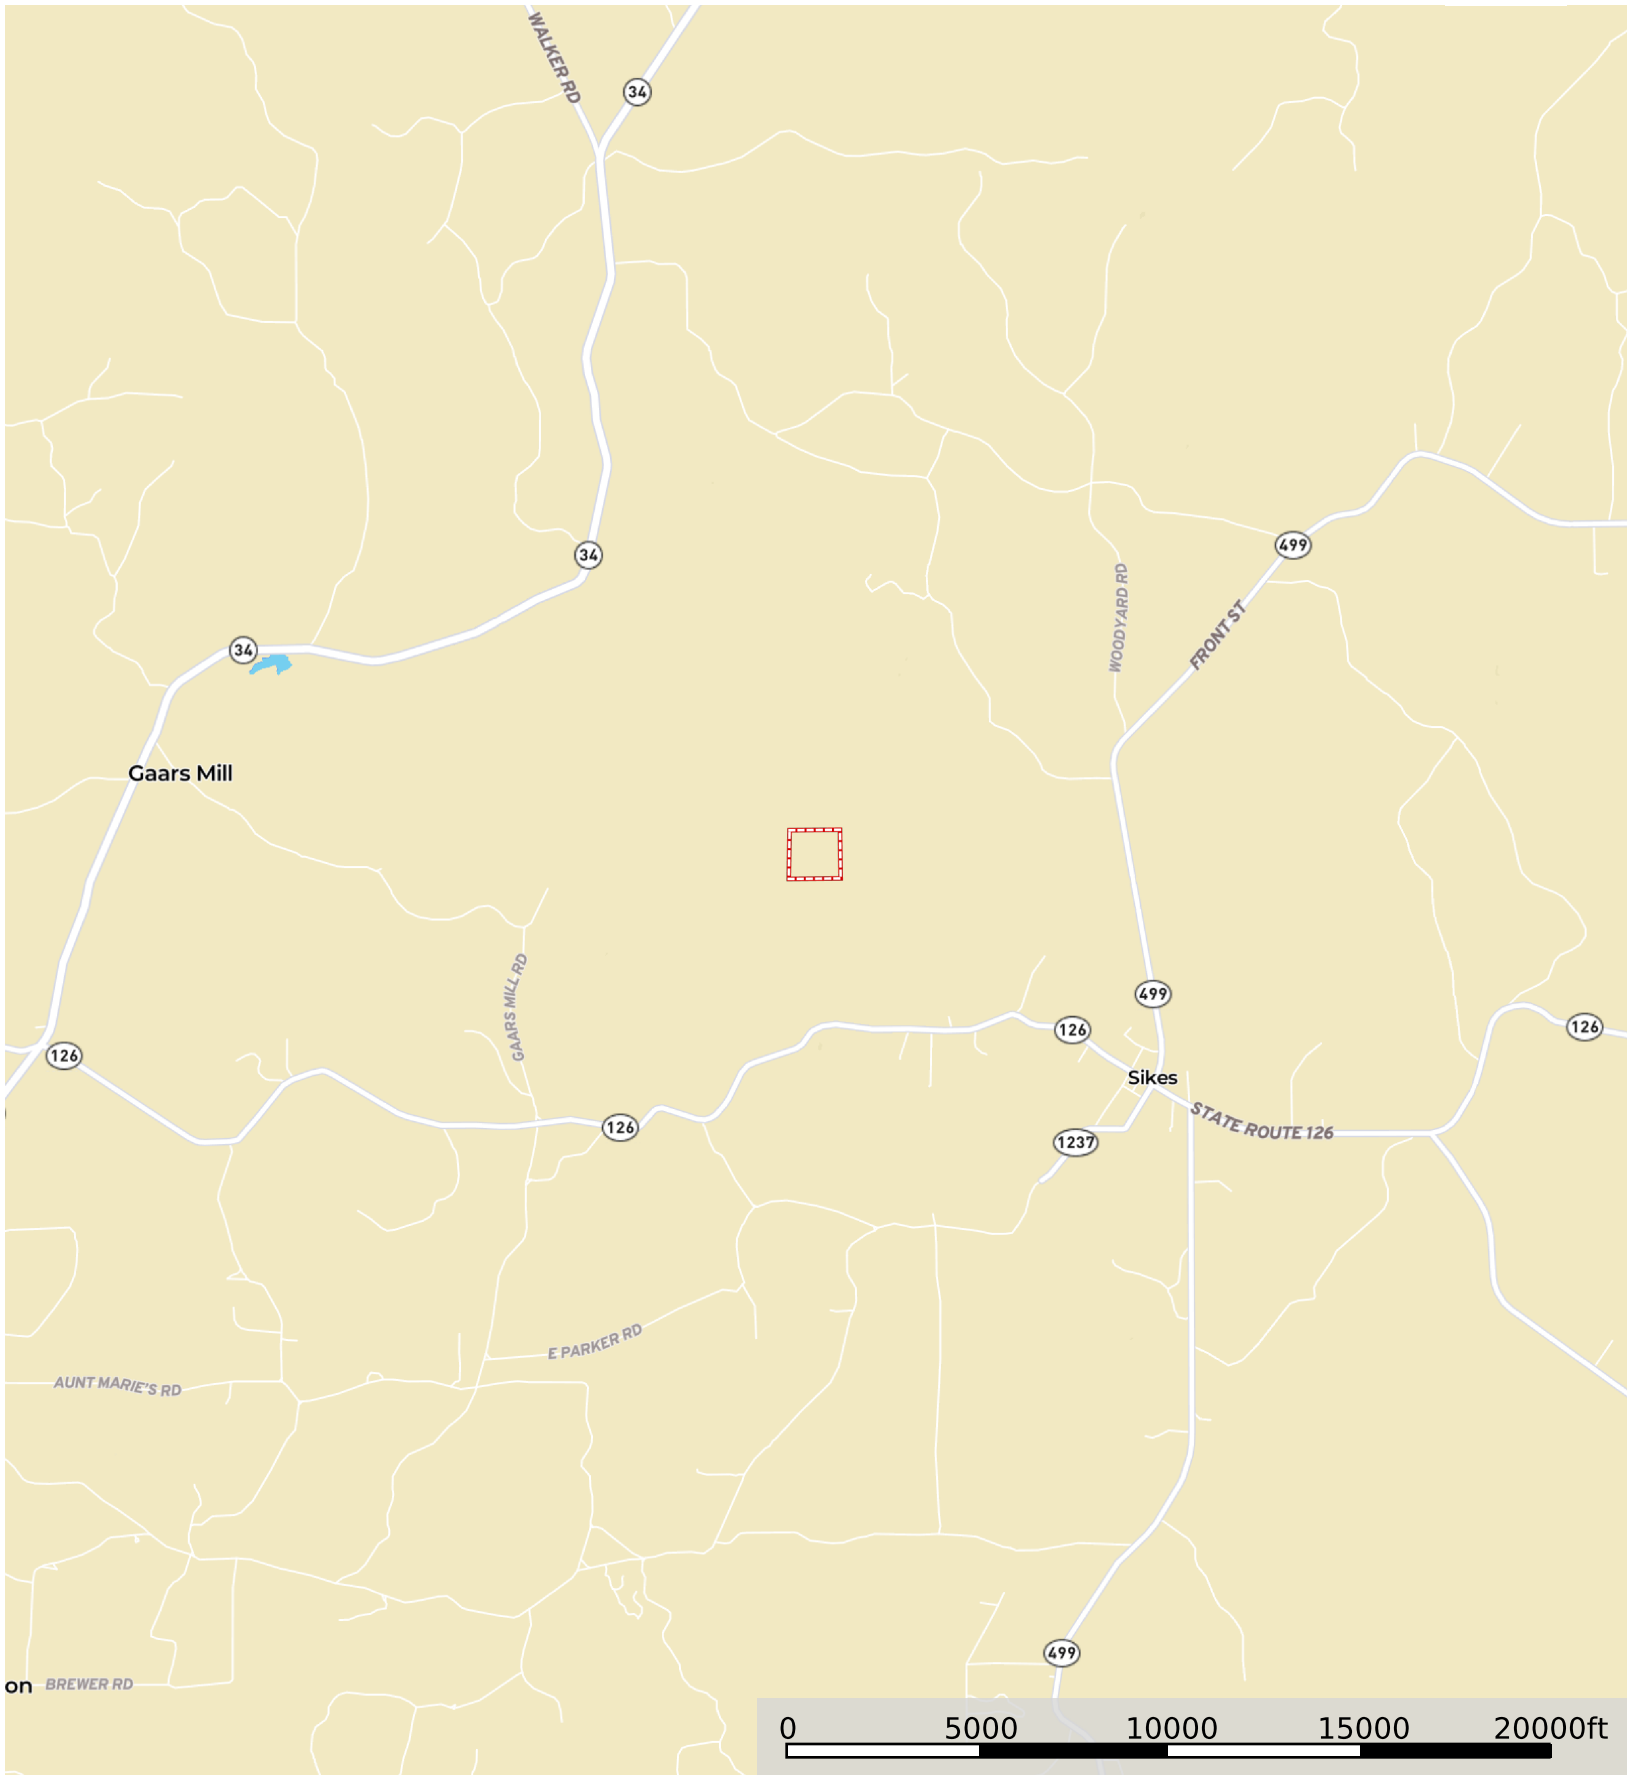 WALKER RD
34
34
499
WOODYARD RD
FRONT ST
34
Gaars Mill
GAARS MILL RD
499
126
126
126
Sikes
STATE ROUTE 126
126
1237
E PARKER RD
AUNT MARIE'S RD
499
on
BREWER RD
0 5000 10000 15000 20000ft